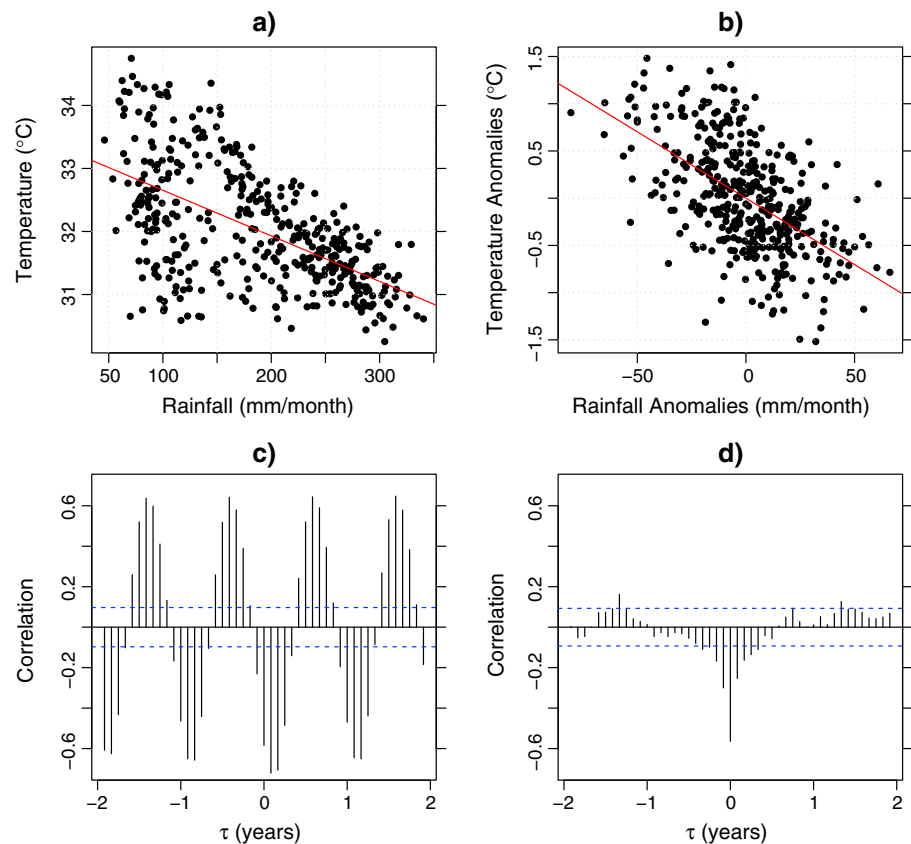 a)
Temperature (°C)
34
33
32
31
50 100 200 300
Rainfall (mm/month)
b)
Temperature Anomalies (°C)
1.5
0.5
−0.5
−1.5
−50 0 50
Rainfall Anomalies (mm/month)
c)
Correlation
0.6
0.2
−0.2
−0.6
−2 −1 0 1 2
τ (years)
d)
Correlation
0.6
0.2
−0.2
−0.6
−2 −1 0 1 2
τ (years)